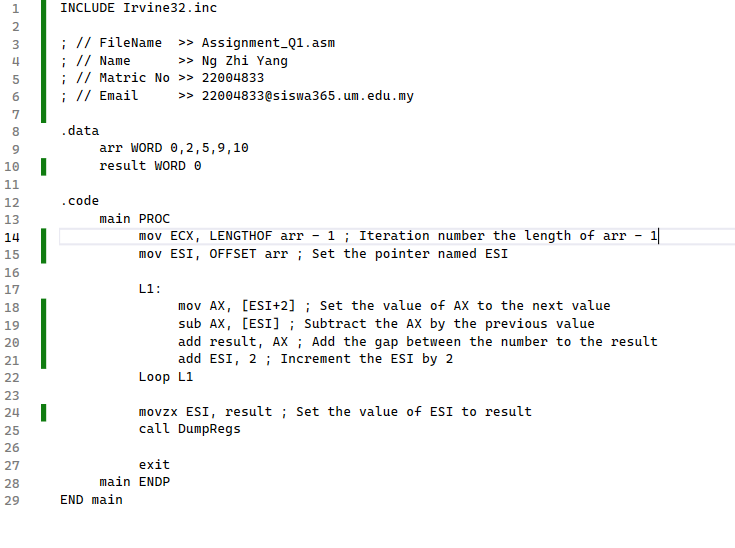 1 INCLUDE Irvine32.inc
2
3 ; // FileName  >> Assignment_Q1.asm
4 ; // Name      >> Ng Zhi Yang
5 ; // Matric No >> 22004833
6 ; // Email     >> 22004833@siswa365.um.edu.my
7
8 .data
9      arr WORD 0,2,5,9,10
10      result WORD 0
11
12 .code
13      main PROC
14           mov ECX, LENGTHOF arr - 1 ; Iteration number the length of arr - 1
15           mov ESI, OFFSET arr ; Set the pointer named ESI
16
17           L1:
18                mov AX, [ESI+2] ; Set the value of AX to the next value
19                sub AX, [ESI] ; Subtract the AX by the previous value
20                add result, AX ; Add the gap between the number to the result
21                add ESI, 2 ; Increment the ESI by 2
22           Loop L1
23
24           movzx ESI, result ; Set the value of ESI to result
25           call DumpRegs
26
27           exit
28      main ENDP
29 END main